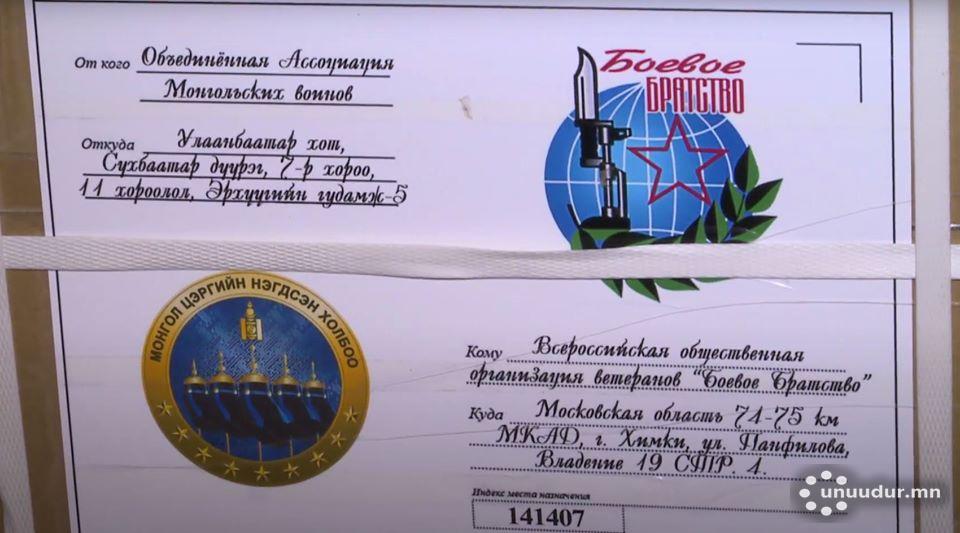 От кого Объединённая Ассоциация
Монгольских воинов
Откуда Улаанбаатар хот,
Сүхбаатар дүүрэг, 7-р хороо,
11 хороолол, Эрхүүгийн гудамж-5
Боевое
БРАТСТВО
МОНГОЛ ЦЭРГИЙН НЭГДСЭН ХОЛБОО
Кому Всероссийская общественная
организация ветеранов "Боевое Братство"
Куда Московская область 74-75 км
МКАД, г. Химки, ул. Панфилова,
Владение 19 СТР. 4.
Индекс места назначения
141407
unuudur.mn